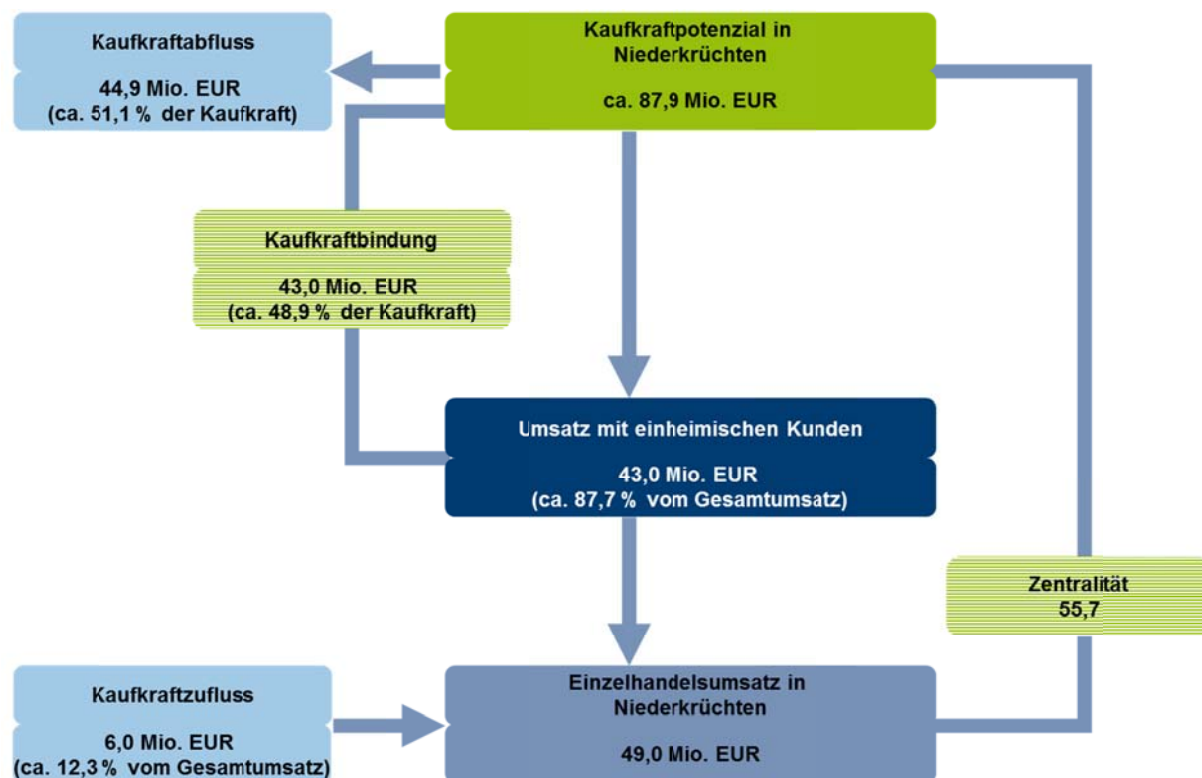 Kaufkraftabfluss
44,9 Mio. EUR
(ca. 51,1 % der Kaufkraft)
Kaufkraftpotenzial in
Niederkrüchten
ca. 87,9 Mio. EUR
Kaufkraftbindung
43,0 Mio. EUR
(ca. 48,9 % der Kaufkraft)
Umsatz mit einheimischen Kunden
43,0 Mio. EUR
(ca. 87,7 % vom Gesamtumsatz)
Zentralität
55,7
Kaufkraftzufluss
6,0 Mio. EUR
(ca. 12,3 % vom Gesamtumsatz)
Einzelhandelsumsatz in
Niederkrüchten
49,0 Mio. EUR